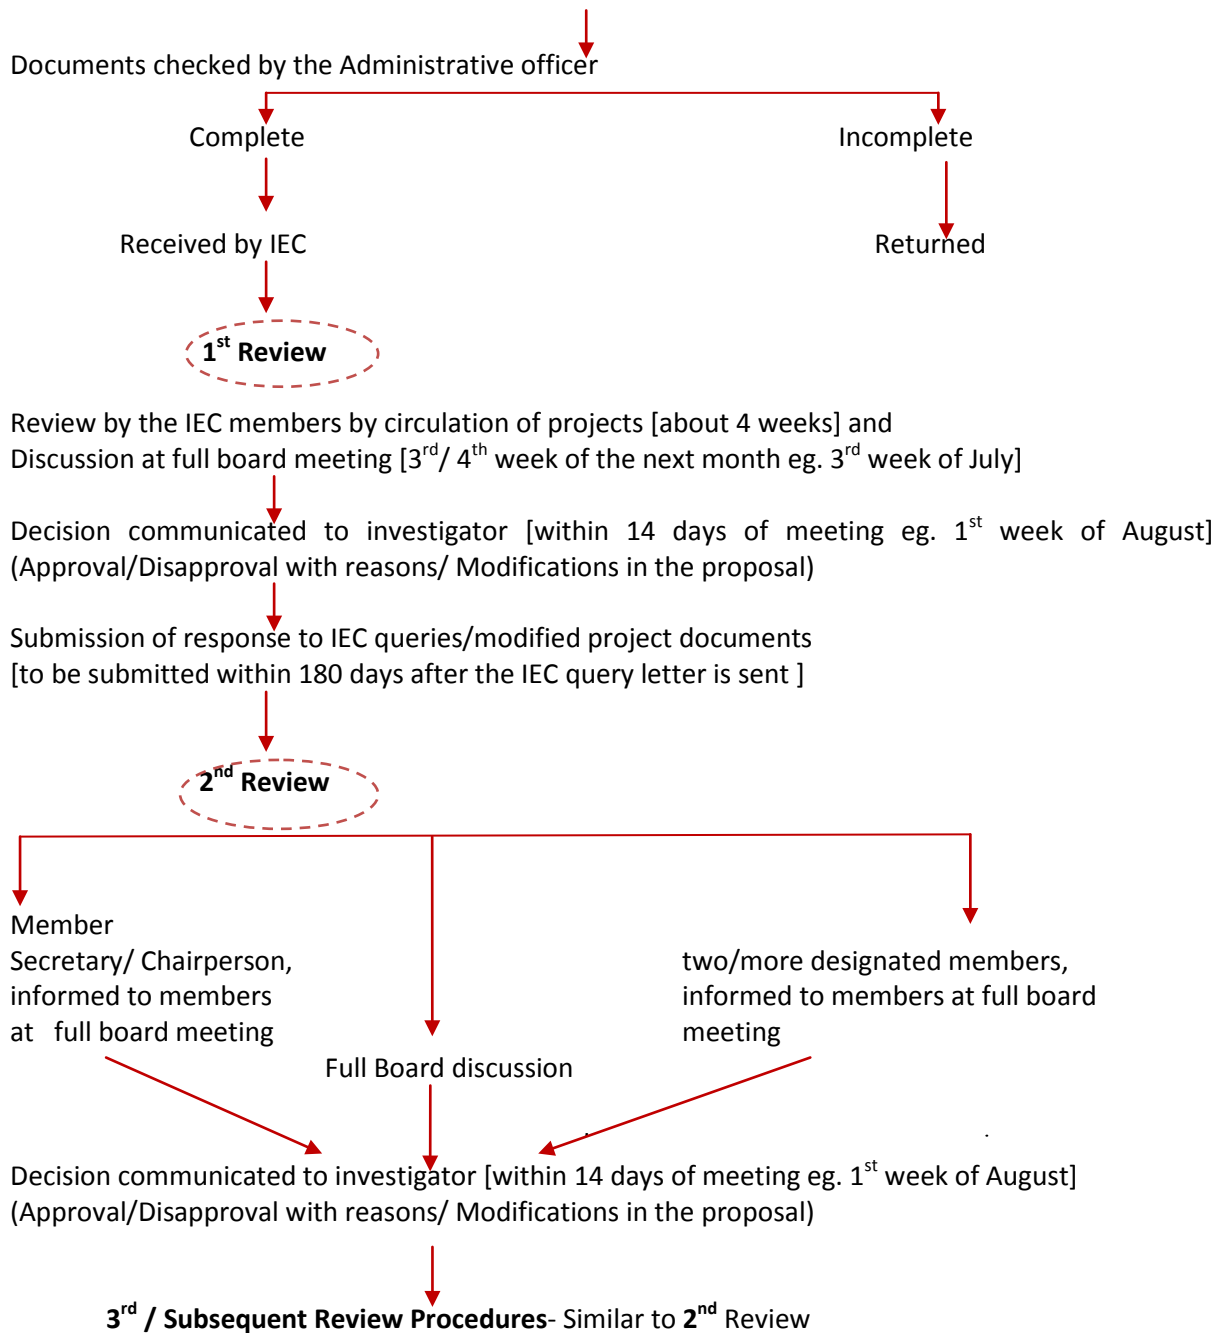 Documents checked by the Administrative officer
Complete
Incomplete
Received by IEC
Returned
1st Review
Review by the IEC members by circulation of projects [about 4 weeks] and
Discussion at full board meeting [3rd/ 4th week of the next month eg. 3rd week of July]
Decision communicated to investigator [within 14 days of meeting eg. 1st week of August]
(Approval/Disapproval with reasons/ Modifications in the proposal)
Submission of response to IEC queries/modified project documents
[to be submitted within 180 days after the IEC query letter is sent ]
2nd Review
Member
Secretary/ Chairperson,
informed to members
at full board meeting
Full Board discussion
two/more designated members,
informed to members at full board
meeting
Decision communicated to investigator [within 14 days of meeting eg. 1st week of August]
(Approval/Disapproval with reasons/ Modifications in the proposal)
3rd / Subsequent Review Procedures- Similar to 2nd Review